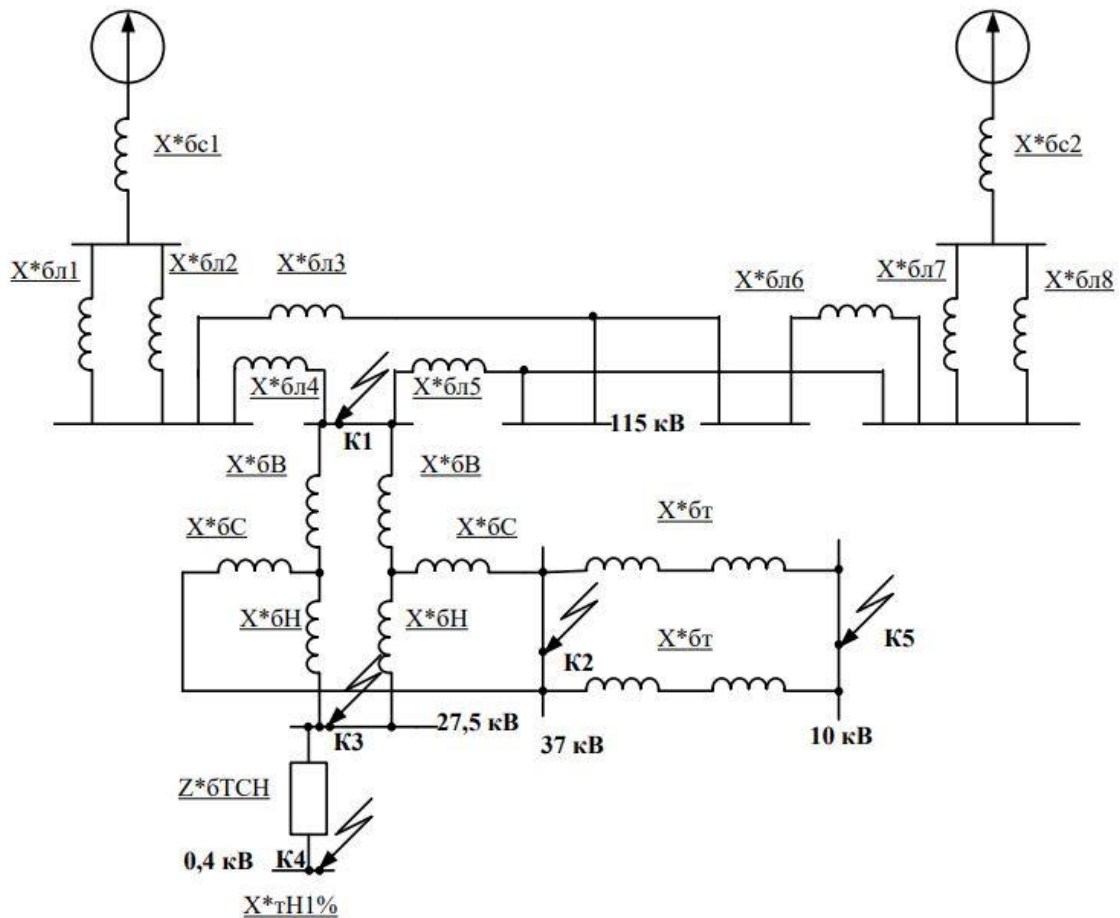 X*бс1
X*бс2
X*бл1
X*бл2
X*бл3
X*бл6
X*бл7
X*бл8
X*бл4
X*бл5
К1
115 кВ
X*бВ
X*бВ
X*бС
X*бС
X*бт
X*бН
X*бН
К2
X*бт
К5
К3
27,5 кВ
37 кВ
10 кВ
Z*бТСН
0,4 кВ
К4
X*тН1%